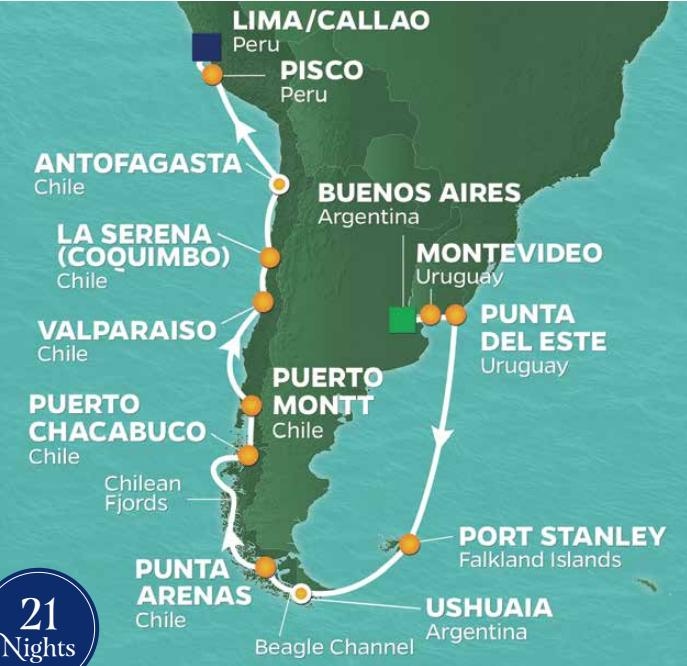 LIMA/CALLAO
Peru
PISCO
Peru
ANTOFAGASTA
Chile
BUENOS AIRES
Argentina
LA SERENA
(COQUIMBO)
Chile
MONTEVIDEO
Uruguay
PUNTA
DEL ESTE
Uruguay
VALPARAISO
Chile
PUERTO
MONTT
Chile
PUERTO
CHACABUCO
Chile
Chilean
Fjords
PORT STANLEY
Falkland Islands
PUNTA
ARENAS
Chile
USHUAIA
Argentina
Beagle Channel
21
Nights